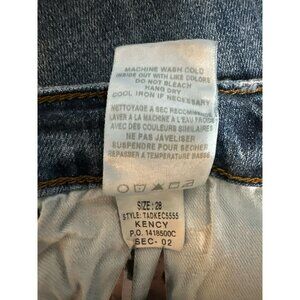 MACHINE WASH COLD
INSIDE OUT WITH LIKE COLORS
DO NOT BLEACH
HANG DRY
COOL IRON IF NECESSARY
NETTOYAGE A SEC RECOMMANDE
LAVER A LA MACHINE A L'EAU FROIDE
AVEC DES COULEURS SIMILAIRES
NE PAS JAVELISER
SUSPENDRE POUR SECHER
REPASSER A TEMPERATURE BASSE
SIZE: 28
STYLE: TADKEC5555
KENCY
P.O. 1418500C
SEC- 02